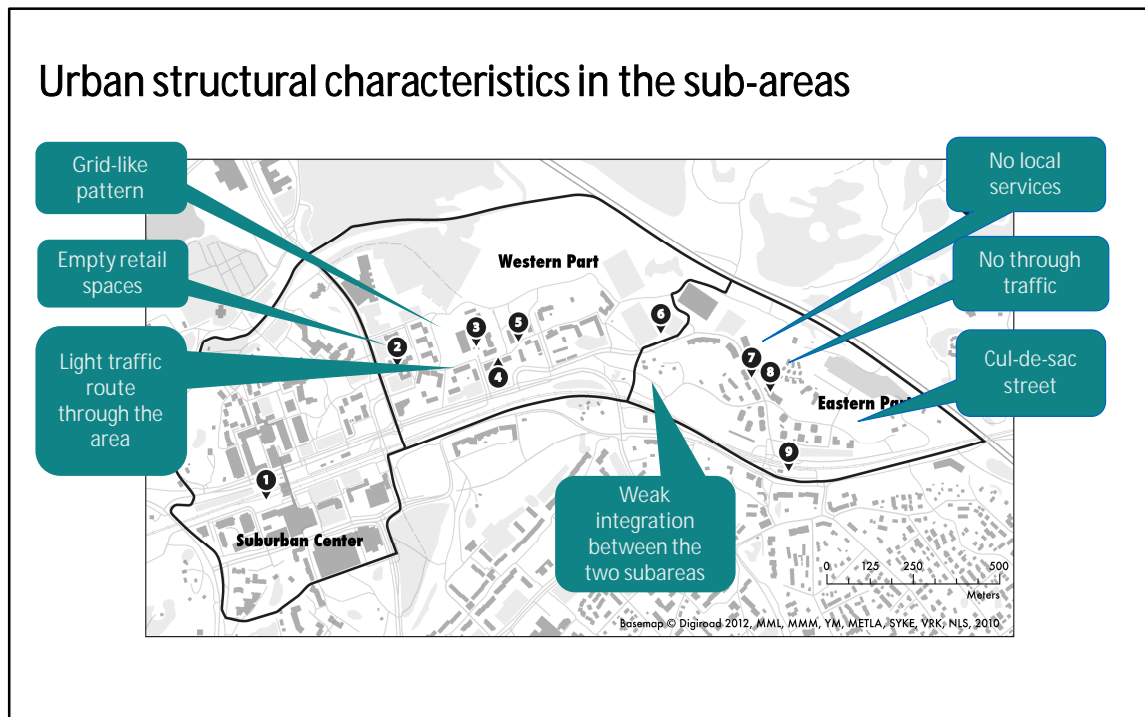 Urban structural characteristics in the sub-areas
Grid-like
pattern
Empty retail
spaces
Light traffic
route
through the
area
No local
services
No through
traffic
Cul-de-sac
street
Western Part
6
5
3
2
4
7
8
Eastern Part
9
1
Suburban Center
Weak
integration
between the
two subareas
0 125 250 500
Meters
Basemap © Digiroad 2012, MML, MMM, YM, METLA, SYKE, VRK, NLS, 2010